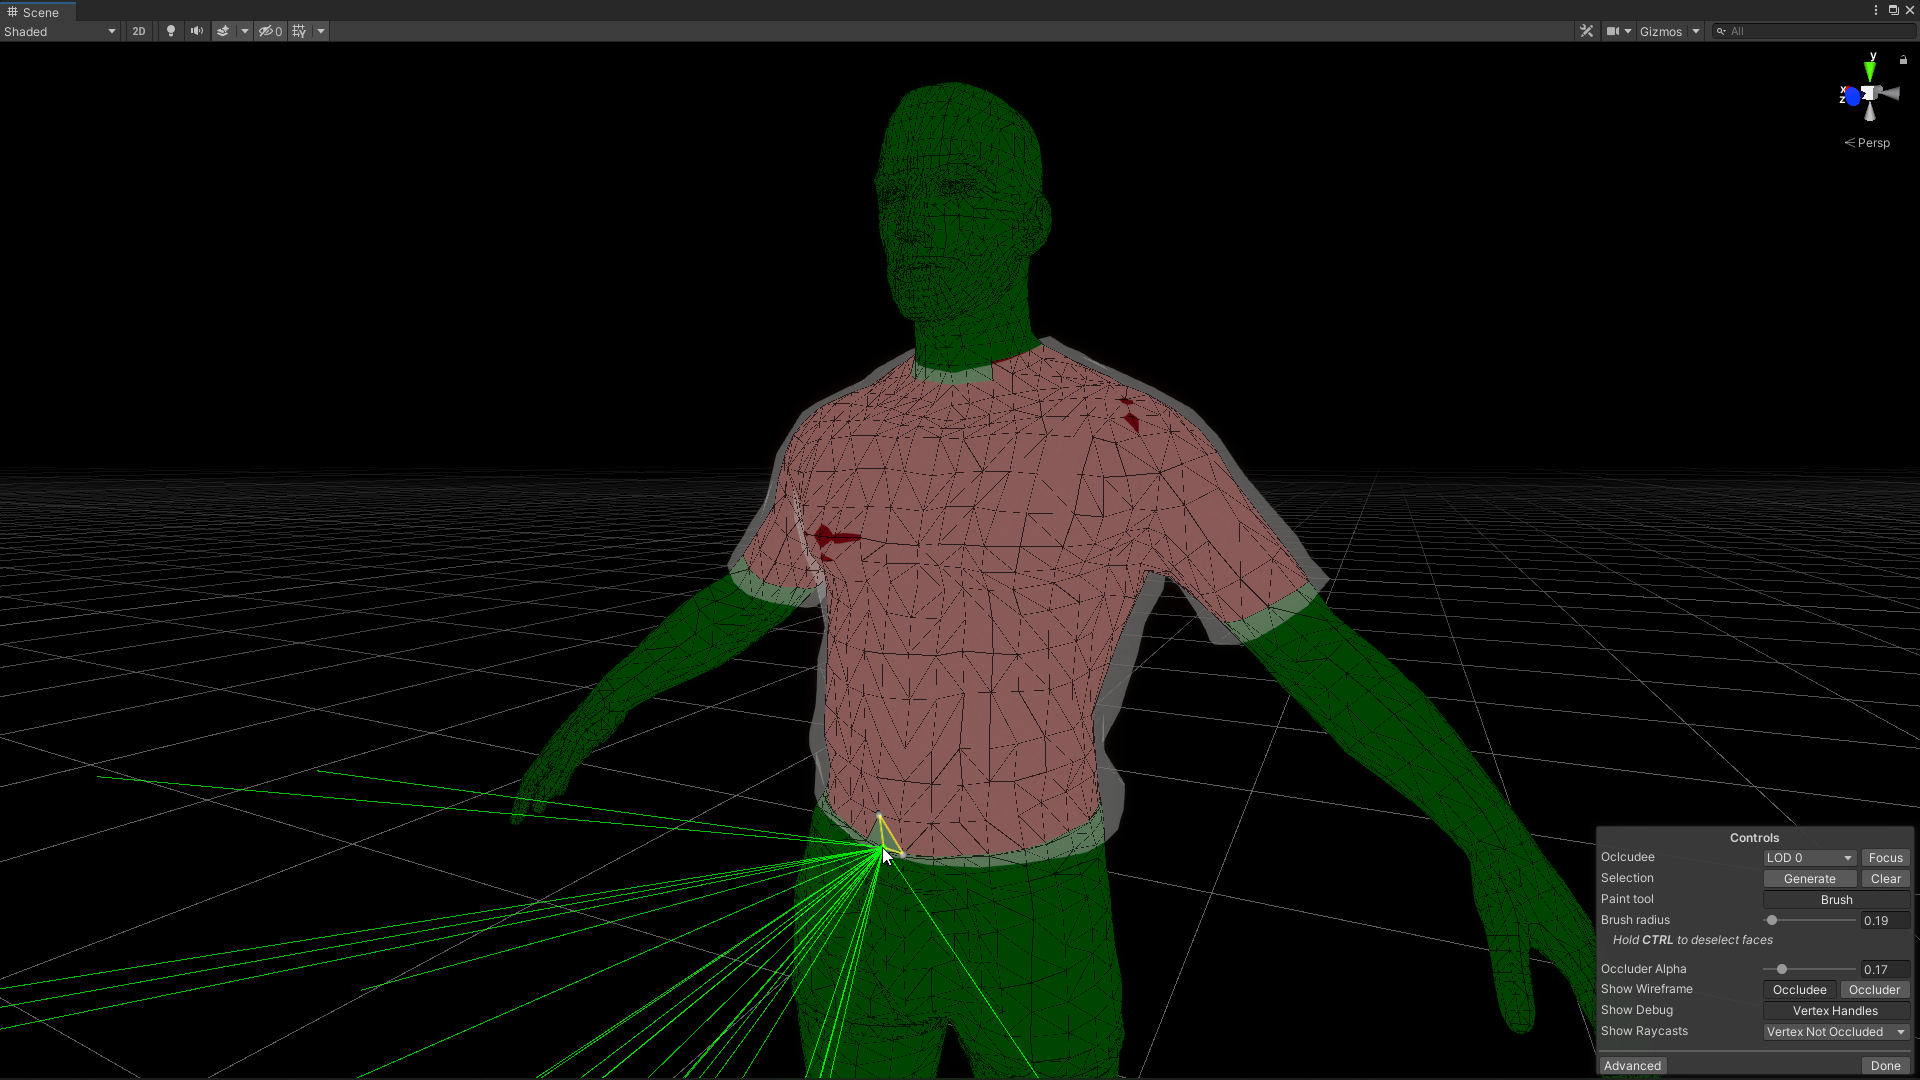 Scene
Shaded 2D 0 Gizmos All
y
x
z
Persp
Controls
Oclcudee LOD 0 Focus
Selection Generate Clear
Paint tool Brush
Brush radius 0.19
Hold CTRL to deselect faces
Occluder Alpha 0.17
Show Wireframe Occludee Occluder
Show Debug Vertex Handles
Show Raycasts Vertex Not Occluded
Advanced Done